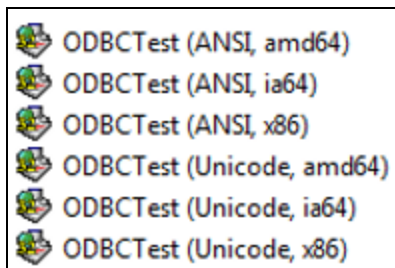 ODBCTest (ANSI, amd64)
ODBCTest (ANSI, ia64)
ODBCTest (ANSI, x86)
ODBCTest (Unicode, amd64)
ODBCTest (Unicode, ia64)
ODBCTest (Unicode, x86)